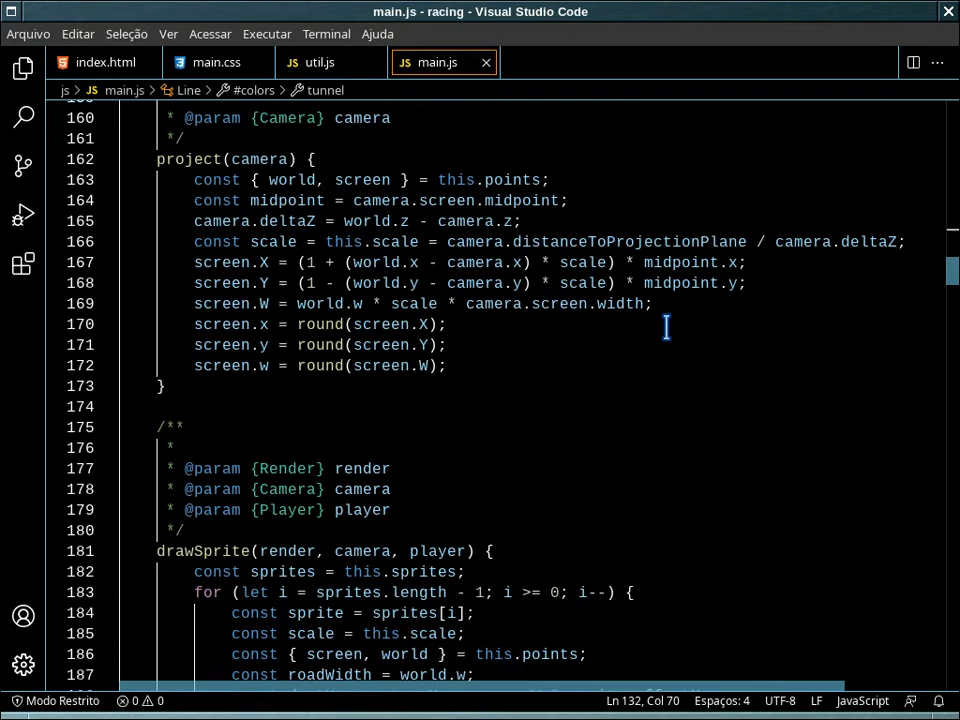 main.js - racing - Visual Studio Code
Arquivo Editar Seleção Ver Acessar Executar Terminal Ajuda
index.html main.css JS util.js JS main.js
js > JS main.js > Line > #colors > tunnel
160 * @param {Camera} camera
161 */
162 project(camera) {
163 const { world, screen } = this.points;
164 const midpoint = camera.screen.midpoint;
165 camera.deltaZ = world.z - camera.z;
166 const scale = this.scale = camera.distanceToProjectionPlane / camera.deltaZ;
167 screen.X = (1 + (world.x - camera.x) * scale) * midpoint.x;
168 screen.Y = (1 - (world.y - camera.y) * scale) * midpoint.y;
169 screen.W = world.w * scale * camera.screen.width;
170 screen.x = round(screen.X);
171 screen.y = round(screen.Y);
172 screen.w = round(screen.W);
173 }
174
175 /**
176 *
177 * @param {Render} render
178 * @param {Camera} camera
179 * @param {Player} player
180 */
181 drawSprite(render, camera, player) {
182 const sprites = this.sprites;
183 for (let i = sprites.length - 1; i >= 0; i--) {
184 const sprite = sprites[i];
185 const scale = this.scale;
186 const { screen, world } = this.points;
187 const roadWidth = world.w;
Modo Restrito 0 0 Ln 132, Col 70 Espaços: 4 UTF-8 LF JavaScript